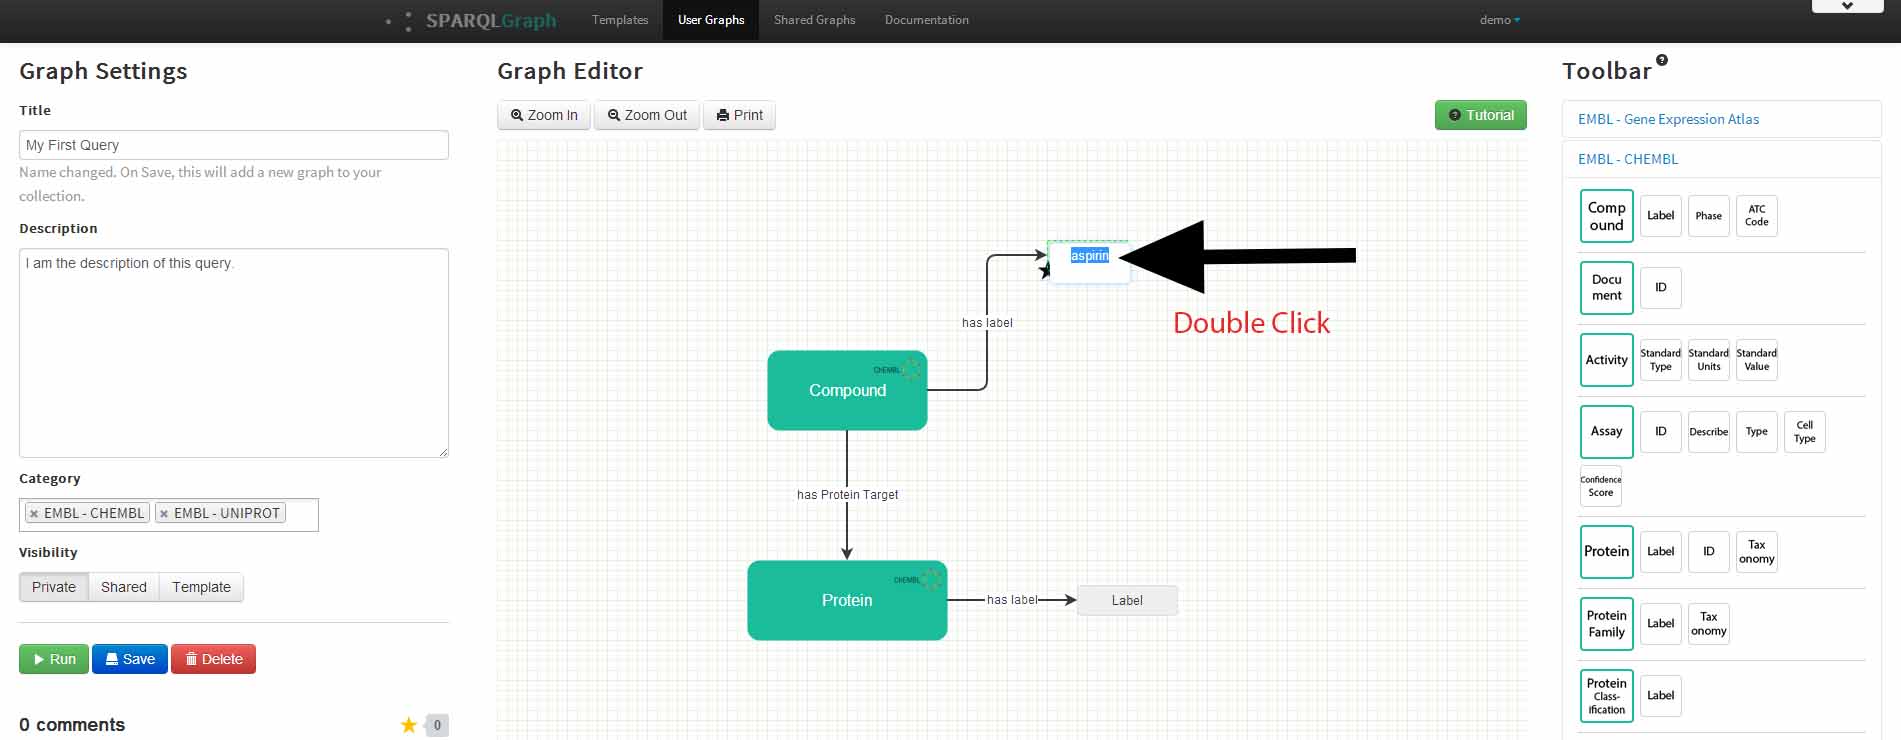 SPARQLGraph
Templates
User Graphs
Shared Graphs
Documentation
demo
Graph Settings
Title
My First Query
Name changed. On Save, this will add a new graph to your
collection.
Description
I am the description of this query.
Category
× EMBL - CHEMBL
× EMBL - UNIPROT
Visibility
Private
Shared
Template
Run
Save
Delete
0 comments
0
Graph Editor
Zoom In
Zoom Out
Print
Tutorial
aspirin
Double Click
has label
CHEMBL
Compound
has Protein Target
CHEMBL
Protein
has label
Label
Toolbar
EMBL - Gene Expression Atlas
EMBL - CHEMBL
Comp
ound
Label
Phase
ATC
Code
Docu
ment
ID
Activity
Standard
Type
Standard
Units
Standard
Value
Assay
ID
Describe
Type
Cell
Type
Confidence
Score
Protein
Label
ID
Tax
onomy
Protein
Family
Label
Tax
onomy
Protein
Class-
ification
Label